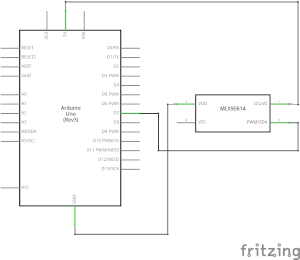 3V3
5V
VIN
RESET
RESET2
AREF
ioref
A0
A1
A2
A3
A4/SDA
A5/SCL
N/C
Arduino
Uno
(Rev3)
D0/RX
D1/TX
D2
D3 PWM
D4
D5 PWM
D6 PWM
D7
D8
D9 PWM
D10 PWM/SS
D11 PWM/MOSI
D12/MISO
D13/SCK
GND
VDD
VSS
MLX90614
SCL/VZ
PWM/SDA
fritzing